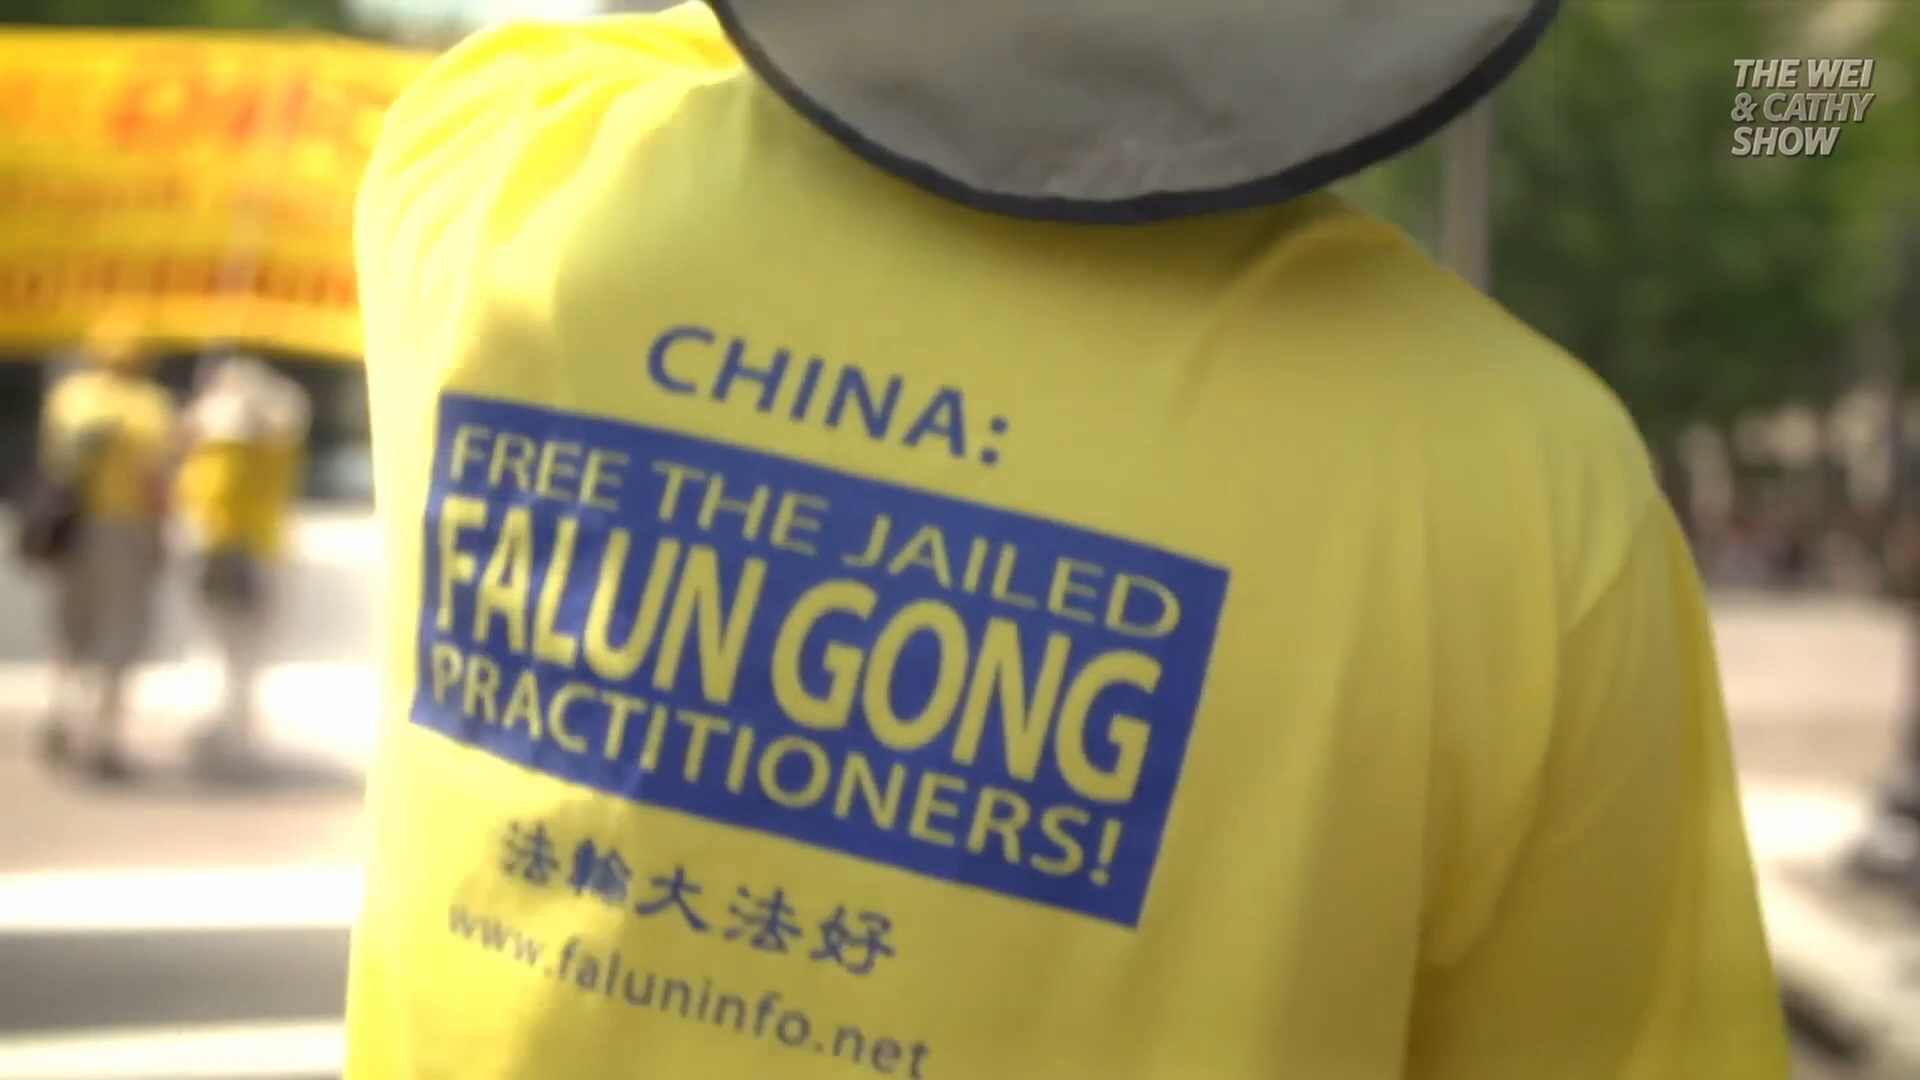 THE WEI
& CATHY
SHOW
CHINA:
FREE THE JAILED
FALUN GONG
PRACTITIONERS!
法輪大法好
www.faluninfo.net